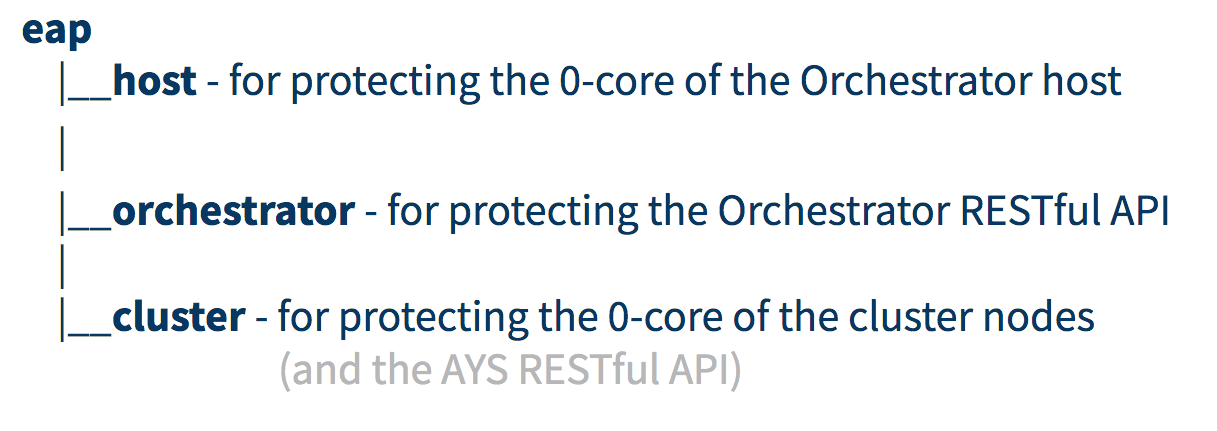 eap
|__host - for protecting the 0-core of the Orchestrator host
|
|__orchestrator - for protecting the Orchestrator RESTful API
|
|__cluster - for protecting the 0-core of the cluster nodes
(and the AYS RESTful API)